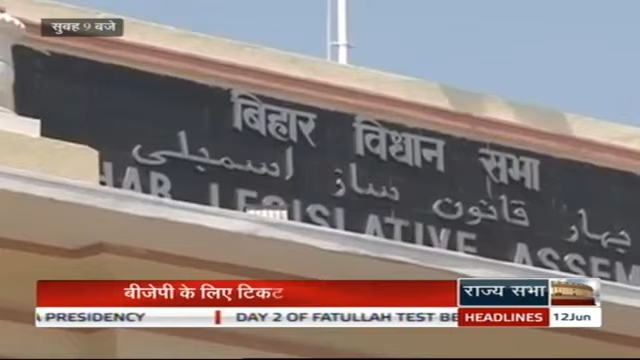 सुबह 9 बजे
बिहार विधान सभा
بہار قانون ساز اسمبلی
HAR LEGISLATIVE ASSEM
बीजेपी के लिए टिकट
राज्य सभा
PRESIDENCY
DAY 2 OF FATULLAH TEST BE
HEADLINES
12Jun